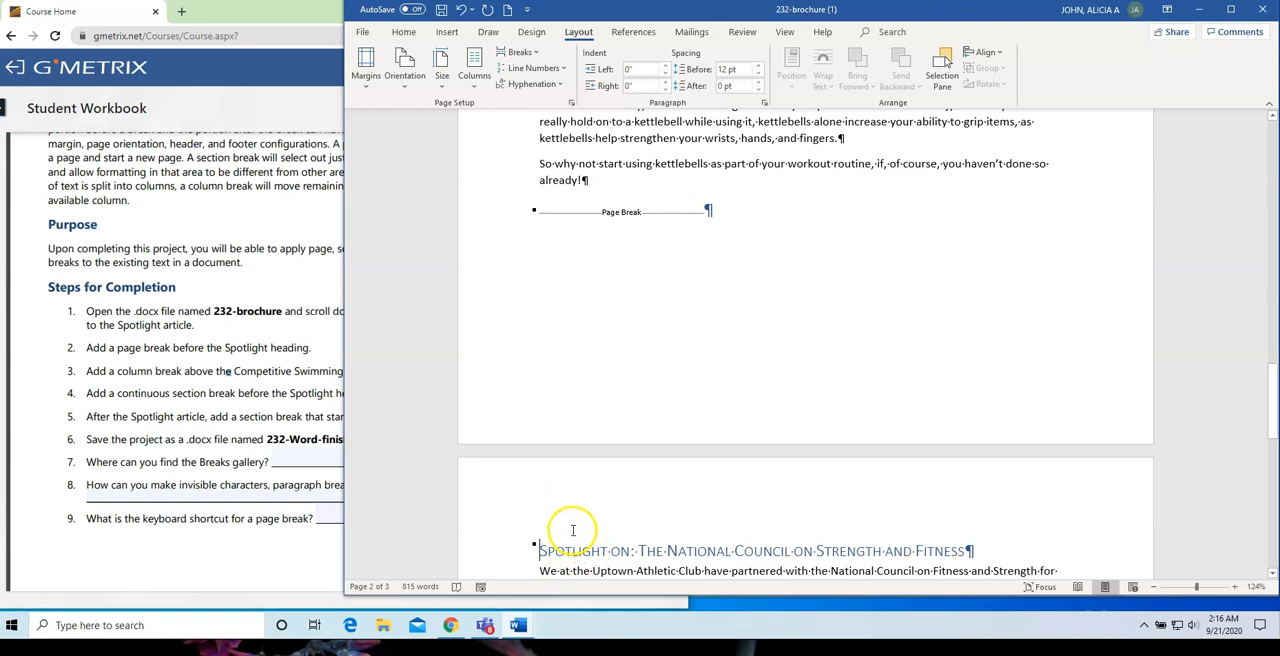 Course Home
AutoSave Off
232-brochure (1)
JOHN, ALICIA A
JA
gmetrix.net/Courses/Course.aspx?
File Home Insert Draw Design Layout References Mailings Review View Help Search
Share Comments
GMETRIX
Student Workbook
Margins Orientation Size Columns
Breaks
Line Numbers
Hyphenation
Page Setup
Indent
Left: 0"
Right: 0"
Spacing
Before: 12 pt
After: 0 pt
Paragraph
Position
Wrap Text
Bring Forward
Send Backward
Selection Pane
Align
Group
Rotate
Arrange
margin, page orientation, header, and footer configurations. A p
a page and start a new page. A section break will select out just
and allow formatting in that area to be different from other area
of text is split into columns, a column break will move remaining
available column.
Purpose
Upon completing this project, you will be able to apply page, se
breaks to the existing text in a document.
Steps for Completion
1. Open the .docx file named 232-brochure and scroll do
to the Spotlight article.
2. Add a page break before the Spotlight heading.
3. Add a column break above the Competitive Swimming
4. Add a continuous section break before the Spotlight he
5. After the Spotlight article, add a section break that star
6. Save the project as a .docx file named 232-Word-finis
7. Where can you find the Breaks gallery?
8. How can you make invisible characters, paragraph brea
9. What is the keyboard shortcut for a page break?
really·hold·on·to·a·kettlebell·while·using·it,·kettlebells·alone·increase·your·ability·to·grip·items,·as·
kettlebells·help·strengthen·your·wrists,·hands,·and·fingers.¶
So·why·not·start·using·kettlebells·as·part·of·your·workout·routine,·if,·of·course,·you·haven't·done·so·
already!¶
Page Break¶
SPOTLIGHT·ON:·THE·NATIONAL·COUNCIL·ON·STRENGTH·AND·FITNESS¶
We·at·the·Uptown·Athletic·Club·have·partnered·with·the·National·Council·on·Fitness·and·Strength·for·
Page 2 of 3 815 words
Focus
124%
Type here to search
2:16 AM
9/21/2020